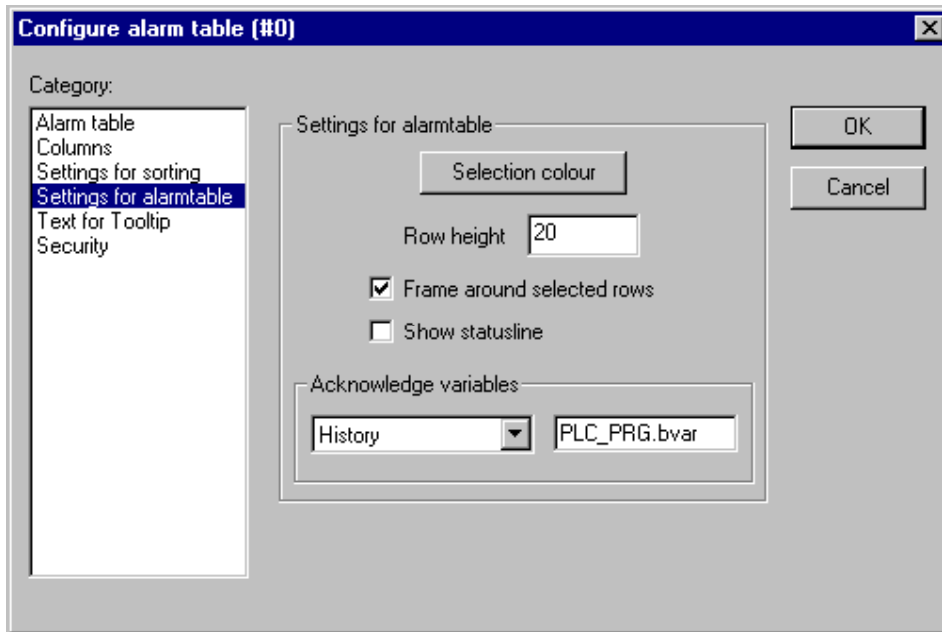 Configure alarm table (#0)
Category:
Alarm table
Columns
Settings for sorting
Settings for alarmtable
Text for Tooltip
Security
Settings for alarmtable
Selection colour
Row height 20
Frame around selected rows
Show statusline
Acknowledge variables
History PLC_PRG.bvar
OK
Cancel